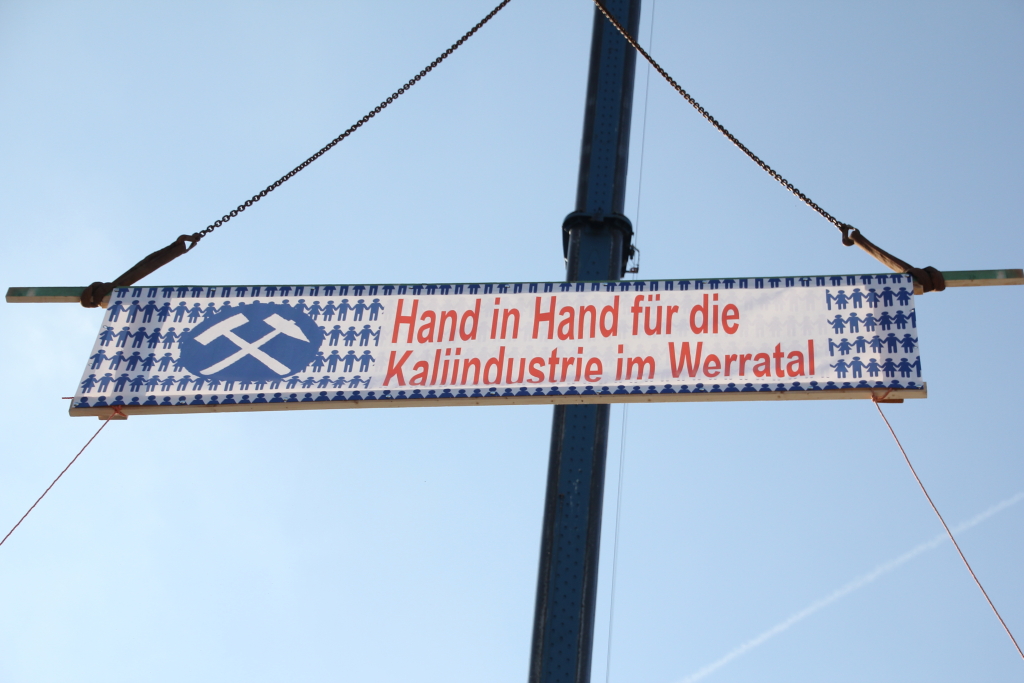 Hand in Hand für die
Kaliindustrie im Werratal